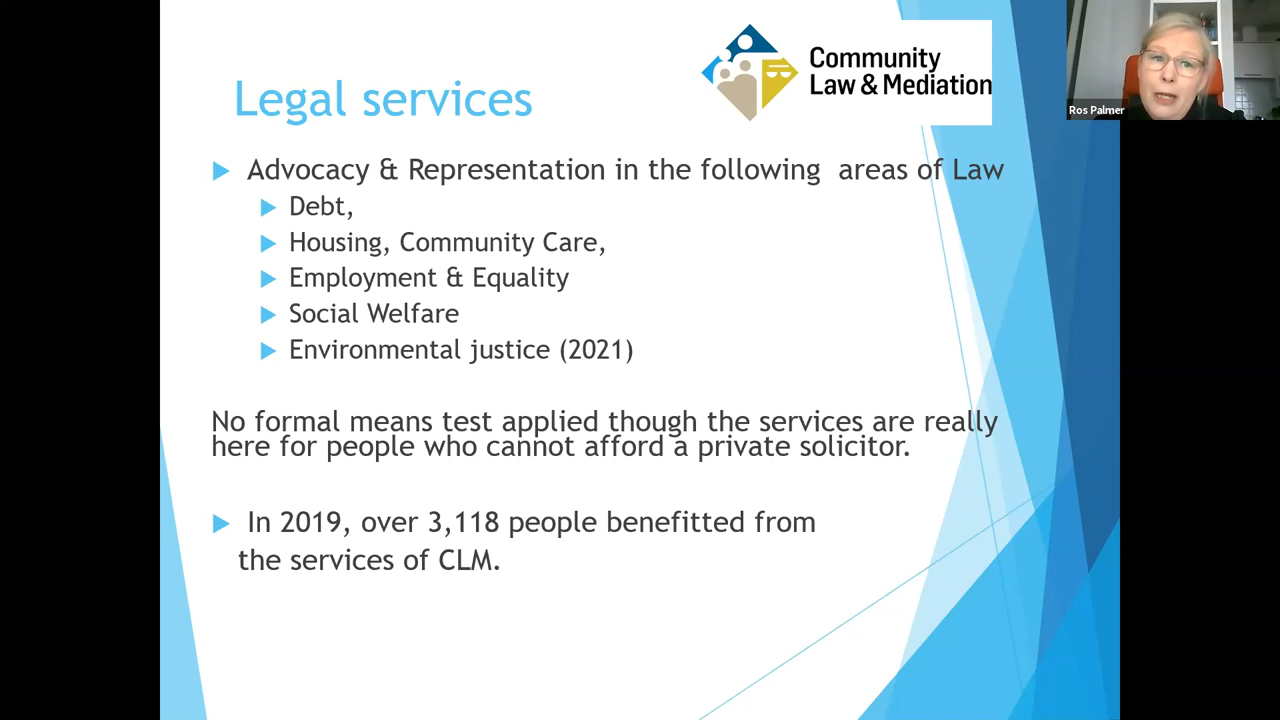 Community
Law & Mediation
Ros Palmer
Legal services
Advocacy & Representation in the following  areas of Law
Debt,
Housing, Community Care,
Employment & Equality
Social Welfare
Environmental justice (2021)
No formal means test applied though the services are really
here for people who cannot afford a private solicitor.
In 2019, over 3,118 people benefitted from
the services of CLM.